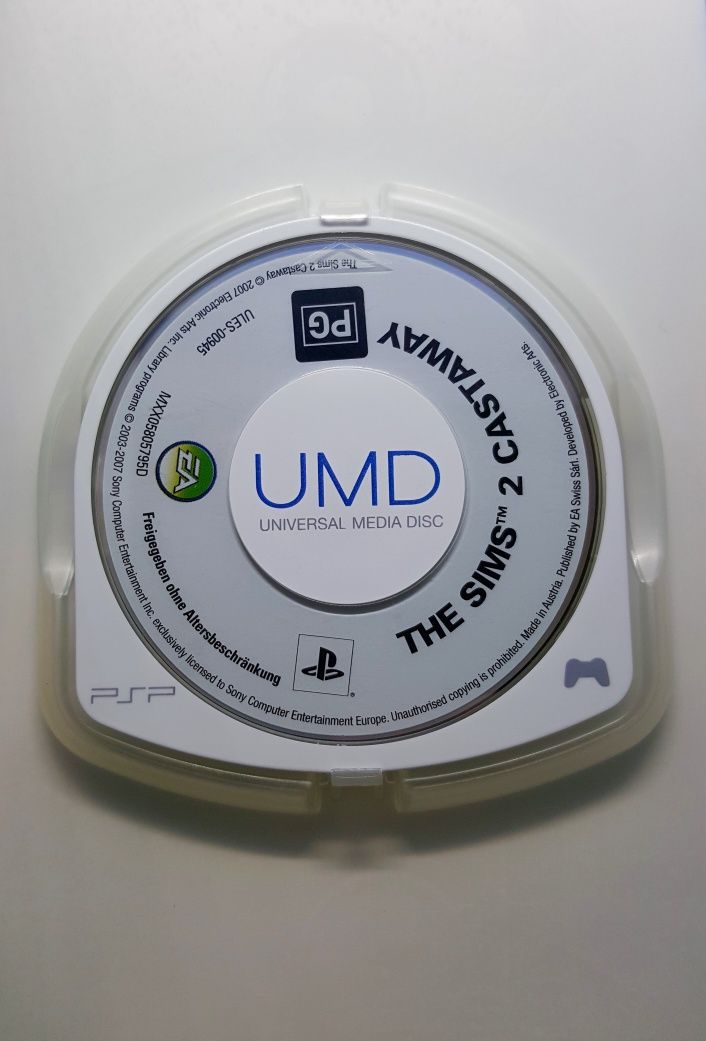 The Sims 2 Castaway © 2007 Electronic Arts Inc. Library programs © 2003-2007 Sony Computer Entertainment Inc. exclusively licensed to Sony Computer Entertainment Europe. Unauthorised copying is prohibited. Made in Austria. Published by EA Swiss Sàrl. Developed by Electronic Arts.
PG
ULES-00945
THE SIMS™ 2 CASTAWAY
MXX05805795D
EA
UMD
UNIVERSAL MEDIA DISC
Freigegeben ohne Altersbeschränkung
PSP